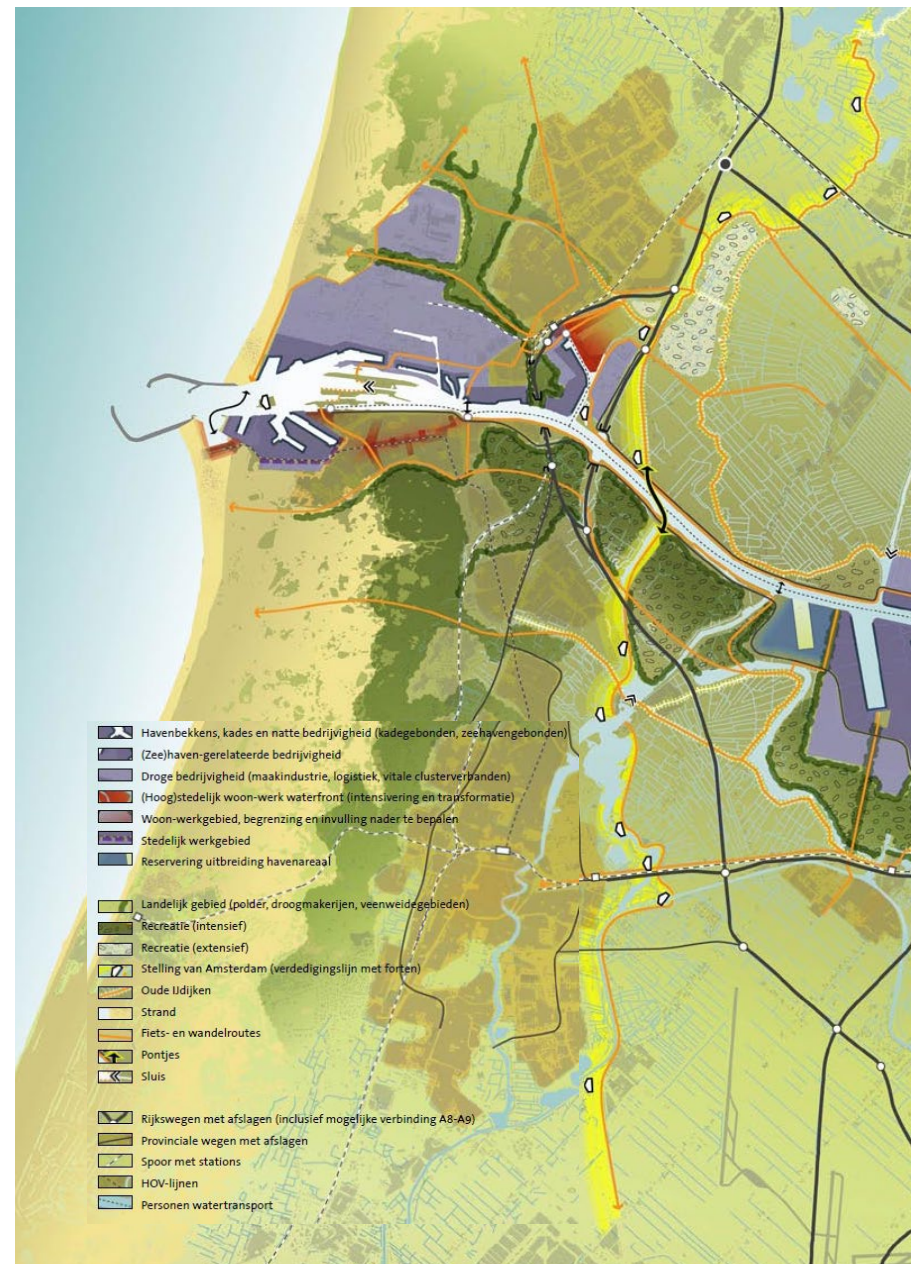 Havenbekkens, kades en natte bedrijvigheid (kadegebonden, zeehavengebonden)
(Zee)haven-gerelateerde bedrijvigheid
Droge bedrijvigheid (maakindustrie, logistiek, vitale clusterverbanden)
(Hoog)stedelijk woon-werk waterfront (intensivering en transformatie)
Woon-werkgebied, begrenzing en invulling nader te bepalen
Stedelijk werkgebied
Reservering uitbreiding havenareaal
Landelijk gebied (polder, droogmakerijen, veenweidegebieden)
Recreatie (intensief)
Recreatie (extensief)
Stelling van Amsterdam (verdedigingslijn met forten)
Oude IJdijken
Strand
Fiets- en wandelroutes
Pontjes
Sluis
Rijkswegen met afslagen (inclusief mogelijke verbinding A8-A9)
Provinciale wegen met afslagen
Spoor met stations
HOV-lijnen
Personen watertransport